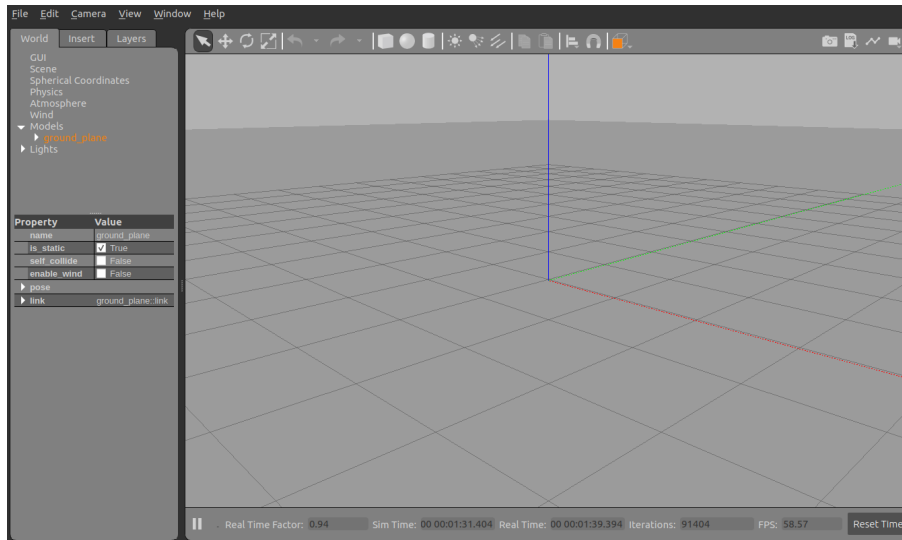 File Edit Camera View Window Help
World Insert Layers
GUI
Scene
Spherical Coordinates
Physics
Atmosphere
Wind
Models
ground_plane
Lights
Property Value
name ground_plane
is_static True
self_collide False
enable_wind False
pose
link ground_plane::link
LOG
Real Time Factor: 0.94 Sim Time: 00 00:01:31.404 Real Time: 00 00:01:39.394 Iterations: 91404 FPS: 58.57 Reset Time